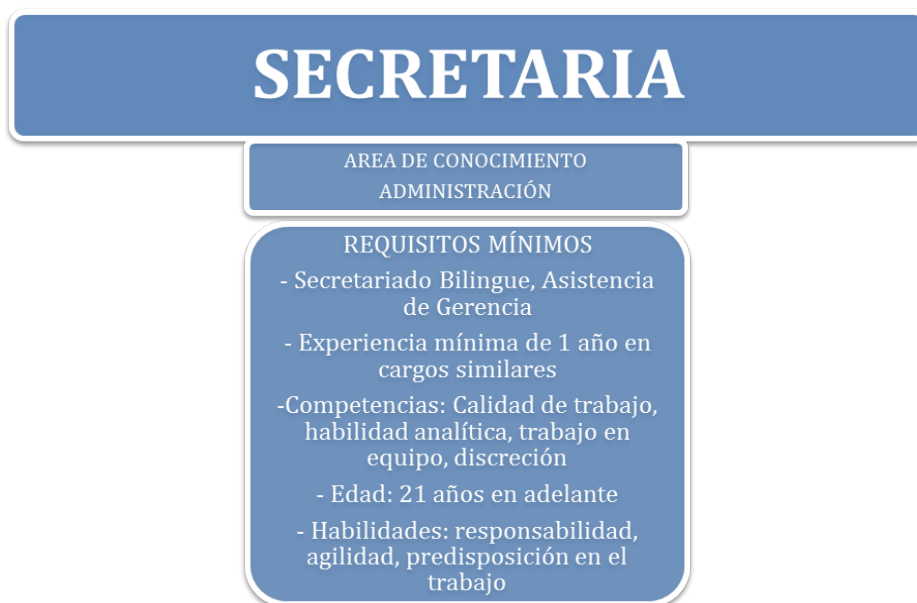 SECRETARIA
AREA DE CONOCIMIENTO
ADMINISTRACIÓN
REQUISITOS MÍNIMOS
- Secretariado Bilingue, Asistencia
de Gerencia
- Experiencia mínima de 1 año en
cargos similares
-Competencias: Calidad de trabajo,
habilidad analítica, trabajo en
equipo, discreción
- Edad: 21 años en adelante
- Habilidades: responsabilidad,
agilidad, predisposición en el
trabajo